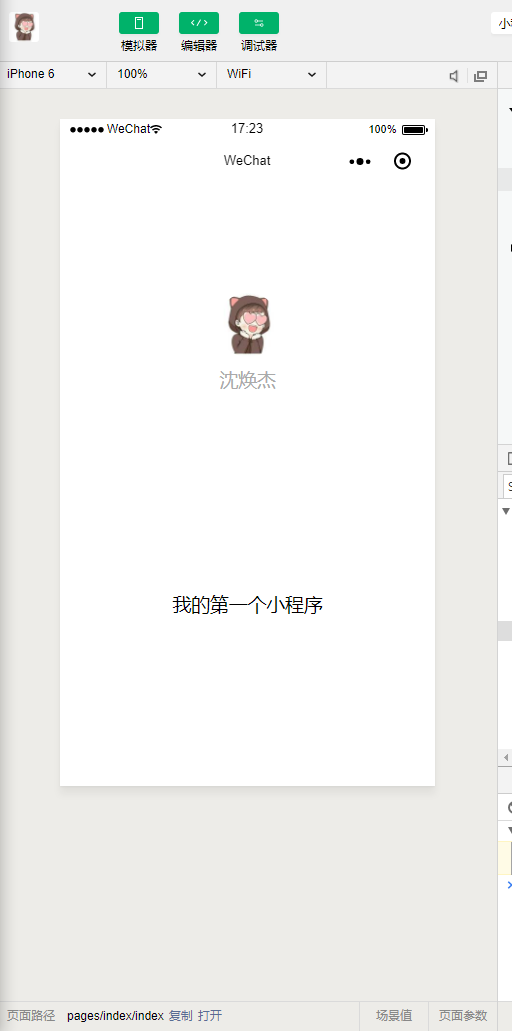 小程
模拟器 编辑器 调试器
iPhone 6 100% WiFi
WeChat 17:23 100%
WeChat
沈焕杰
我的第一个小程序
页面路径 pages/index/index 复制 打开 场景值 页面参数